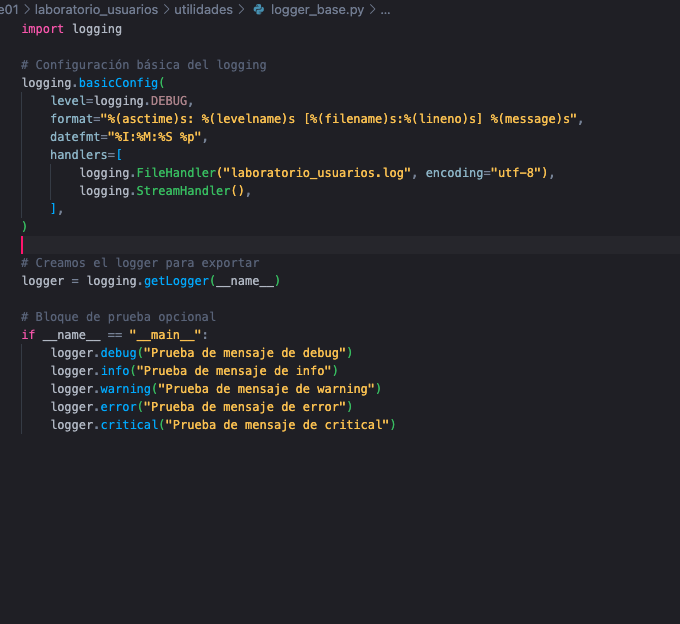 e01 > laboratorio_usuarios > utilidades > logger_base.py > ...
import logging
# Configuración básica del logging
logging.basicConfig(
    level=logging.DEBUG,
    format="%(asctime)s: %(levelname)s [%(filename)s:%(lineno)s] %(message)s",
    datefmt="%I:%M:%S %p",
    handlers=[
        logging.FileHandler("laboratorio_usuarios.log", encoding="utf-8"),
        logging.StreamHandler(),
    ],
)
# Creamos el logger para exportar
logger = logging.getLogger(__name__)
# Bloque de prueba opcional
if __name__ == "__main__":
    logger.debug("Prueba de mensaje de debug")
    logger.info("Prueba de mensaje de info")
    logger.warning("Prueba de mensaje de warning")
    logger.error("Prueba de mensaje de error")
    logger.critical("Prueba de mensaje de critical")